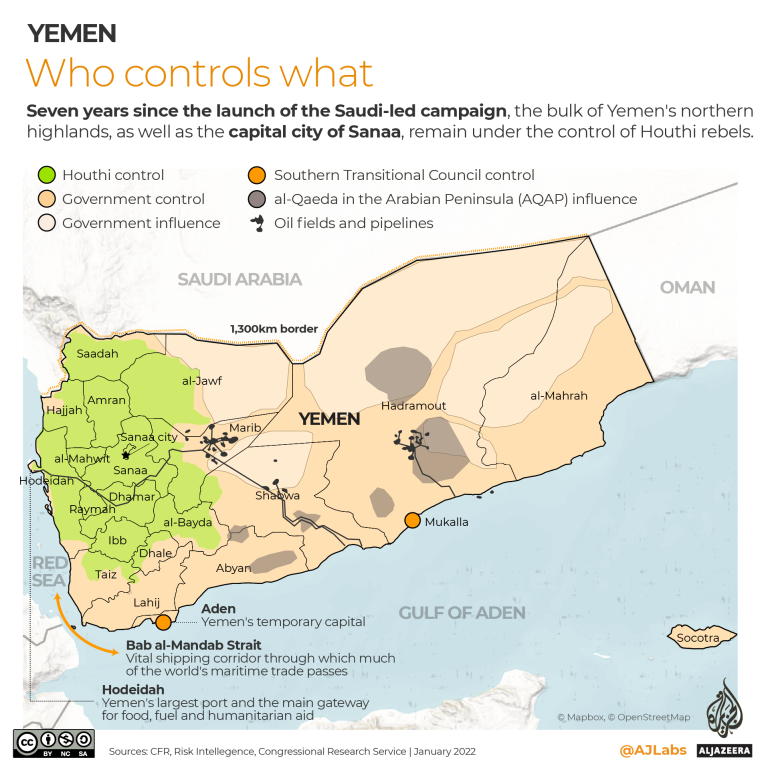 YEMEN
Who controls what
Seven years since the launch of the Saudi-led campaign, the bulk of Yemen's northern
highlands, as well as the capital city of Sanaa, remain under the control of Houthi rebels.
Houthi control
Government control
Government influence
Southern Transitional Council control
al-Qaeda in the Arabian Peninsula (AQAP) influence
Oil fields and pipelines
SAUDI ARABIA
OMAN
1,300km border
Saadah
al-Jawf
Amran
Hajjah
YEMEN
Hadramout
al-Mahrah
Marib
Sanaa city
al-Mahwit
Sanaa
Hodeidah
Dhamar
Shabwa
Raymah
al-Bayda
Mukalla
Ibb
Dhale
RED
SEA
Taiz
Abyan
Lahij
Aden
Yemen's temporary capital
GULF OF ADEN
Socotra
Bab al-Mandab Strait
Vital shipping corridor through which much
of the world's maritime trade passes
Hodeidah
Yemen's largest port and the main gateway
for food, fuel and humanitarian aid
© Mapbox, © OpenStreetMap
cc BY NC SA
Sources: CFR, Risk Intellegence, Congressional Research Service | January 2022
@AJLabs
ALJAZEERA